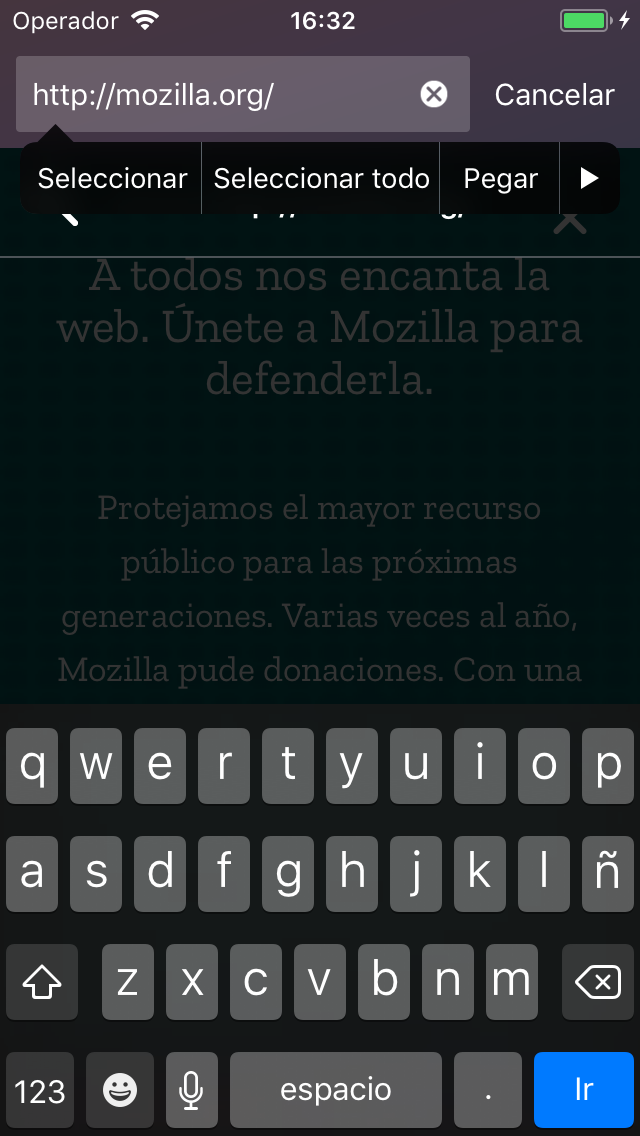 Operador 16:32
http://mozilla.org/ Cancelar
Seleccionar Seleccionar todo Pegar
A todos nos encanta la
web. Únete a Mozilla para
defenderla.
Protejamos el mayor recurso
público para las próximas
generaciones. Varias veces al año,
Mozilla pude donaciones. Con una
q w e r t y u i o p
a s d f g h j k l ñ
z x c v b n m
123 espacio . Ir